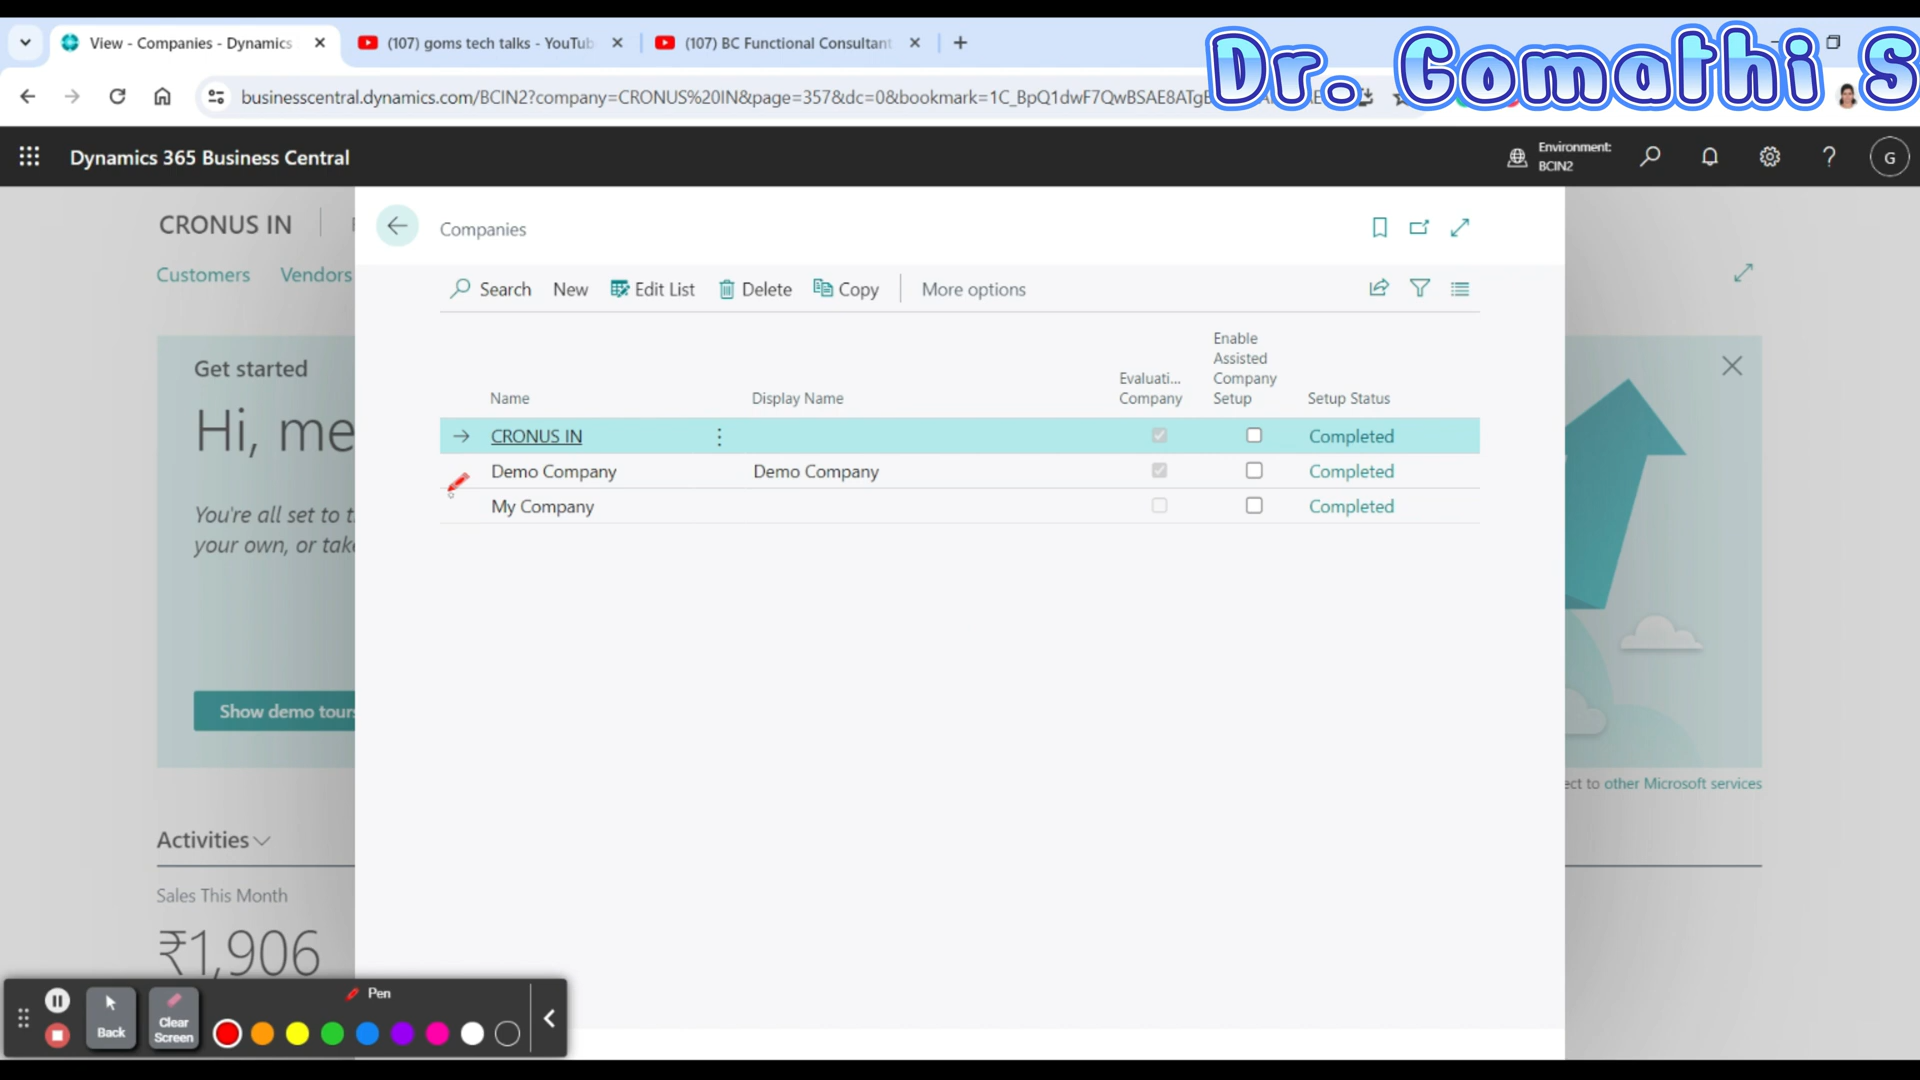 View - Companies - Dynamics
(107) goms tech talks - YouTub
(107) BC Functional Consultant
Dr. Gomathi S
businesscentral.dynamics.com/BCIN2?company=CRONUS%20IN&page=357&dc=0&bookmark=1C_BpQ1dwF7QwBSAE8ATgB
Dynamics 365 Business Central
Environment:
BCIN2
G
CRONUS IN
Companies
Customers Vendors
Search New Edit List Delete Copy More options
Get started
Hi, me
You're all set to t
your own, or take
Show demo tours
Name Display Name Evaluati... Company Enable Assisted Company Setup Setup Status
CRONUS IN Completed
Demo Company Demo Company Completed
My Company Completed
ect to other Microsoft services
Activities
Sales This Month
₹1,906
Pen
Back
Clear
Screen